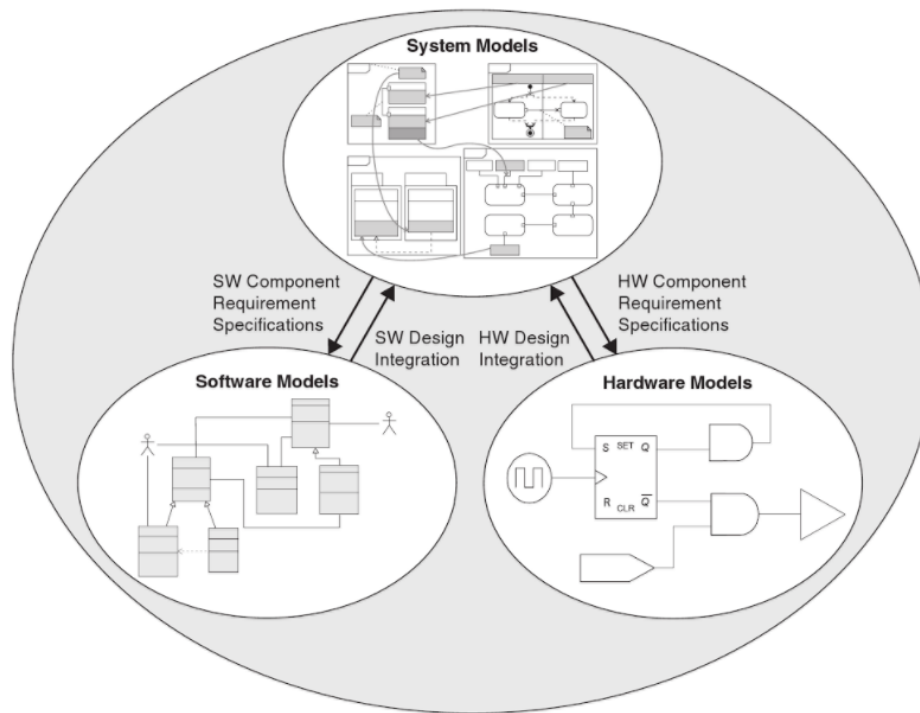 System Models
SW Component
Requirement
Specifications
HW Component
Requirement
Specifications
SW Design
Integration
HW Design
Integration
Software Models
Hardware Models
S SET Q
R CLR Q̅